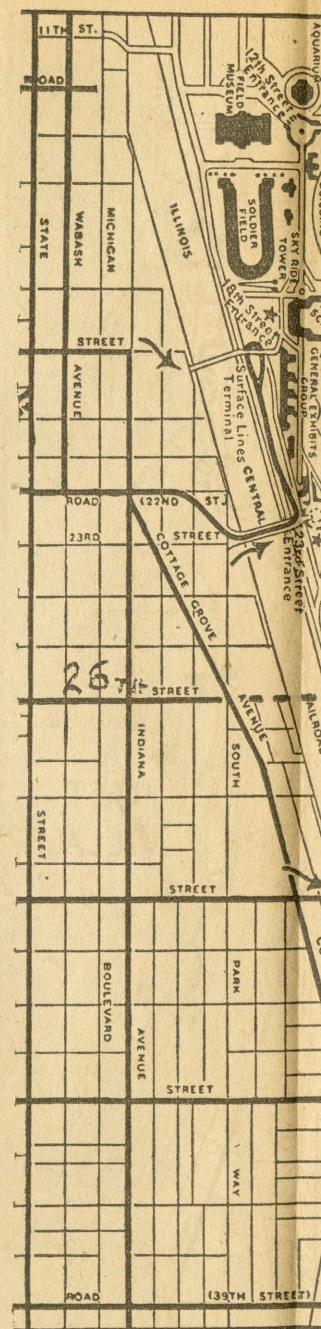 11TH ST.
AQUARIUM
ROAD
12th Street
Entrance
FIELD
MUSEUM
ILLINOIS
SOLDIER
FIELD
SKY RIDE
TOWER
STATE
WABASH
MICHIGAN
18th Street
Entrance
STREET
GENERAL EXHIBITS
GROUP
AVENUE
Surface Lines
Terminal
CENTRAL
ROAD (22ND ST.)
23RD STREET
23rd Street
Entrance
COTTAGE GROVE
26TH STREET
AVENUE
INDIANA
SOUTH
STREET
STREET
BOULEVARD
PARK
AVENUE
STREET
WAY
ROAD (39TH STREET)